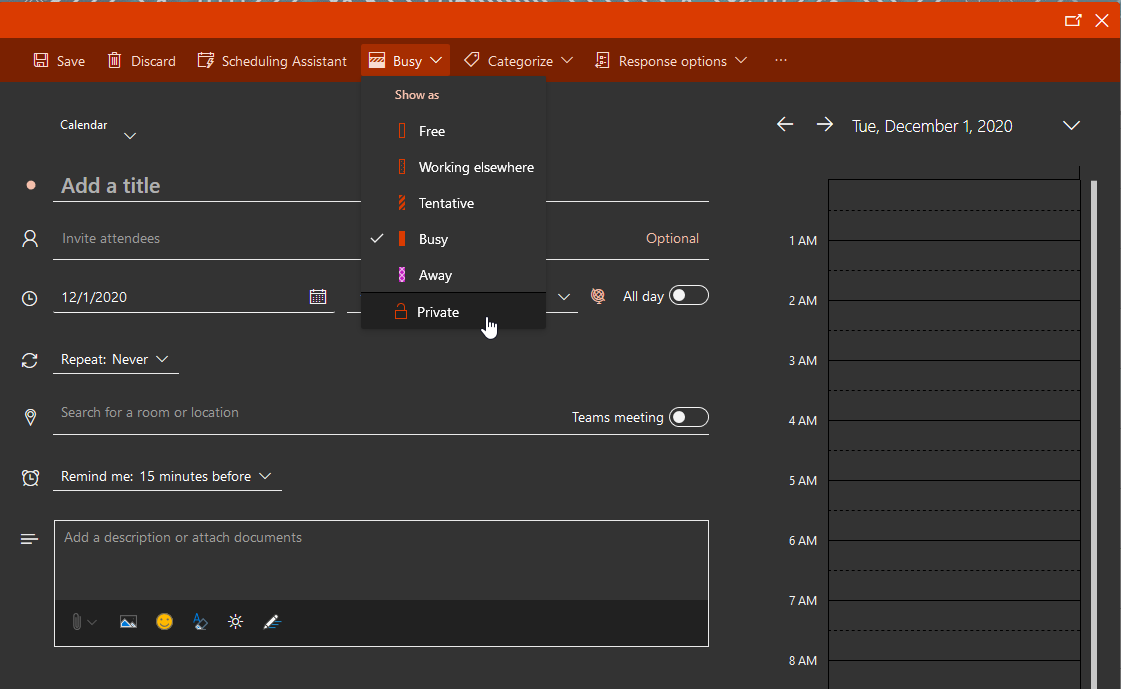 Save
Discard
Scheduling Assistant
Busy
Categorize
Response options
...
Show as
Free
Working elsewhere
Tentative
Busy
Away
Private
Calendar
Add a title
Invite attendees
Optional
12/1/2020
All day
Repeat: Never
Search for a room or location
Teams meeting
Remind me: 15 minutes before
Add a description or attach documents
Tue, December 1, 2020
1 AM
2 AM
3 AM
4 AM
5 AM
6 AM
7 AM
8 AM